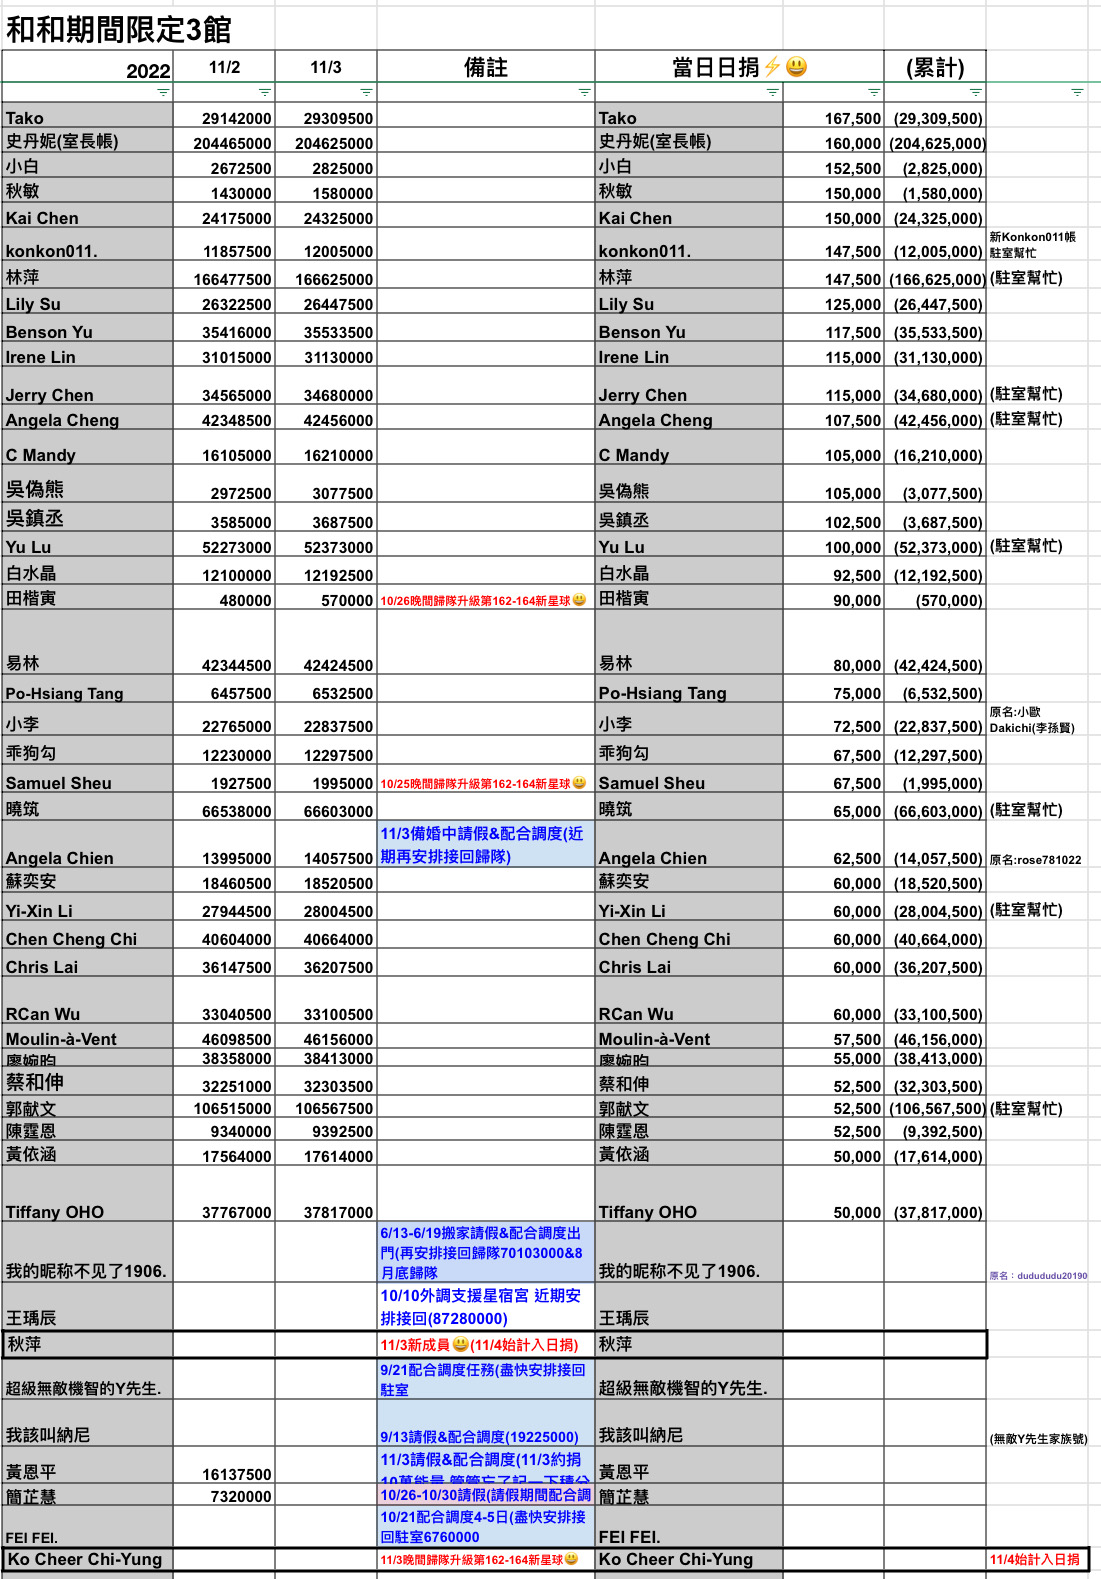 和和期間限定3館
2022 11/2 11/3 備註 當日日捐⚡😃 (累計)
Tako 29142000 29309500 Tako 167,500 (29,309,500)
史丹妮(室長帳) 204465000 204625000 史丹妮(室長帳) 160,000 (204,625,000)
小白 2672500 2825000 小白 152,500 (2,825,000)
秋敏 1430000 1580000 秋敏 150,000 (1,580,000)
Kai Chen 24175000 24325000 Kai Chen 150,000 (24,325,000)
新Konkon011帳
konkon011. 11857500 12005000 konkon011. 147,500 (12,005,000) 駐室幫忙
林萍 166477500 166625000 林萍 147,500 (166,625,000) (駐室幫忙)
Lily Su 26322500 26447500 Lily Su 125,000 (26,447,500)
Benson Yu 35416000 35533500 Benson Yu 117,500 (35,533,500)
Irene Lin 31015000 31130000 Irene Lin 115,000 (31,130,000)
Jerry Chen 34565000 34680000 Jerry Chen 115,000 (34,680,000) (駐室幫忙)
Angela Cheng 42348500 42456000 Angela Cheng 107,500 (42,456,000) (駐室幫忙)
C Mandy 16105000 16210000 C Mandy 105,000 (16,210,000)
吳偽熊 2972500 3077500 吳偽熊 105,000 (3,077,500)
吳鎮丞 3585000 3687500 吳鎮丞 102,500 (3,687,500)
Yu Lu 52273000 52373000 Yu Lu 100,000 (52,373,000) (駐室幫忙)
白水晶 12100000 12192500 白水晶 92,500 (12,192,500)
田楷寅 480000 570000 10/26晚間歸隊升級第162-164新星球😃 田楷寅 90,000 (570,000)
易林 42344500 42424500 易林 80,000 (42,424,500)
Po-Hsiang Tang 6457500 6532500 Po-Hsiang Tang 75,000 (6,532,500)
原名:小歐
小李 22765000 22837500 小李 72,500 (22,837,500) Dakichi(李孫賢)
乖狗勾 12230000 12297500 乖狗勾 67,500 (12,297,500)
Samuel Sheu 1927500 1995000 10/25晚間歸隊升級第162-164新星球😃 Samuel Sheu 67,500 (1,995,000)
曉筑 66538000 66603000 曉筑 65,000 (66,603,000) (駐室幫忙)
11/3備婚中請假&配合調度(近
Angela Chien 13995000 14057500 期再安排接回歸隊) Angela Chien 62,500 (14,057,500) 原名:rose781022
蘇奕安 18460500 18520500 蘇奕安 60,000 (18,520,500)
Yi-Xin Li 27944500 28004500 Yi-Xin Li 60,000 (28,004,500) (駐室幫忙)
Chen Cheng Chi 40604000 40664000 Chen Cheng Chi 60,000 (40,664,000)
Chris Lai 36147500 36207500 Chris Lai 60,000 (36,207,500)
RCan Wu 33040500 33100500 RCan Wu 60,000 (33,100,500)
Moulin-à-Vent 46098500 46156000 Moulin-à-Vent 57,500 (46,156,000)
廖婉昀 38358000 38413000 廖婉昀 55,000 (38,413,000)
蔡和伸 32251000 32303500 蔡和伸 52,500 (32,303,500)
郭献文 106515000 106567500 郭献文 52,500 (106,567,500) (駐室幫忙)
陳霆恩 9340000 9392500 陳霆恩 52,500 (9,392,500)
黃依涵 17564000 17614000 黃依涵 50,000 (17,614,000)
Tiffany OHO 37767000 37817000 Tiffany OHO 50,000 (37,817,000)
6/13-6/19搬家請假&配合調度出
門(再安排接回歸隊70103000&8
我的昵称不见了1906. 月底歸隊 我的昵称不见了1906. 原名：dudududu20190
10/10外調支援星宿宮 近期安
王瑀宸 排接回(87280000) 王瑀宸
秋萍 11/3新成員😃(11/4始計入日捐) 秋萍
9/21配合調度任務(盡快安排接回
超級無敵機智的Y先生. 駐室 超級無敵機智的Y先生.
我該叫納尼 9/13請假&配合調度(19225000) 我該叫納尼 (無敵Y先生家族號)
11/3請假&配合調度(11/3約捐
黃恩平 16137500 10萬能量 管管忘了記一下積分 黃恩平
簡芷慧 7320000 10/26-10/30請假(請假期間配合調 簡芷慧
10/21配合調度4-5日(盡快安排接
FEI FEI. 回駐室6760000 FEI FEI.
Ko Cheer Chi-Yung 11/3晚間歸隊升級第162-164新星球😃 Ko Cheer Chi-Yung 11/4始計入日捐